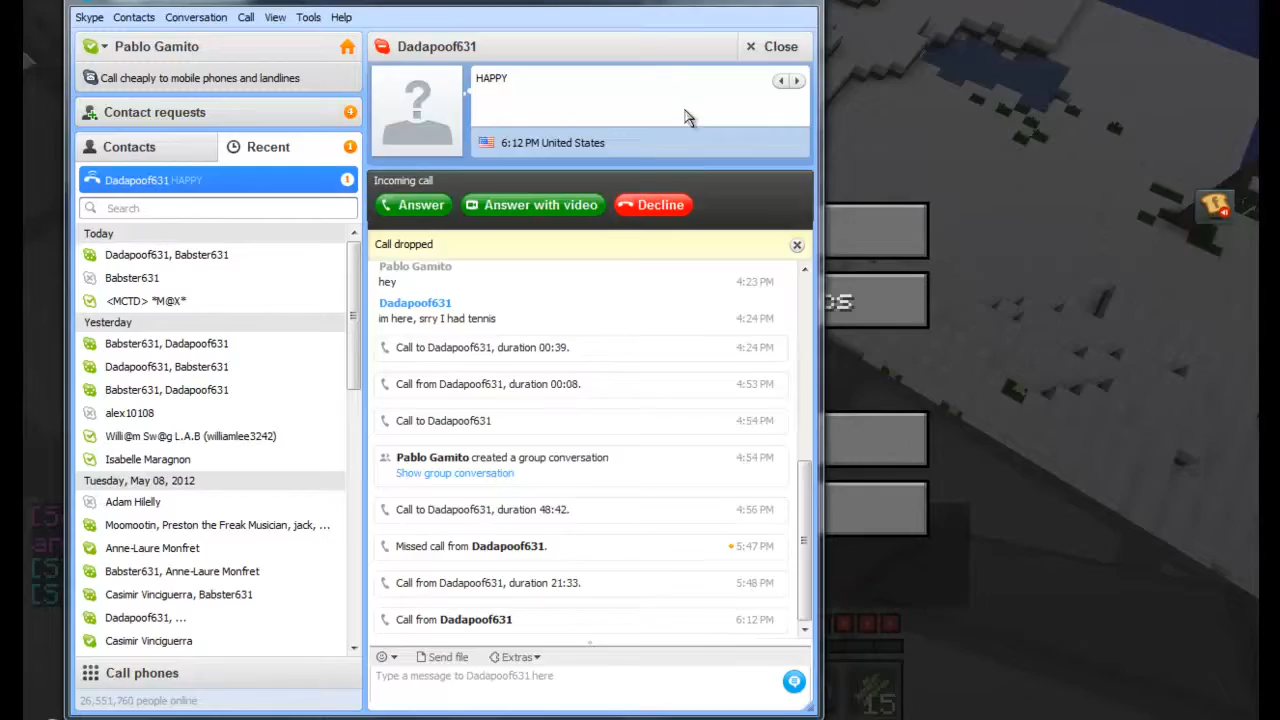 Skype Contacts Conversation Call View Tools Help
Pablo Gamito
Call cheaply to mobile phones and landlines
Contact requests 4
Contacts Recent 1
Dadapoof631 HAPPY 1
Search
Today
Dadapoof631, Babster631
Babster631
<MCTD> *M@X*
Yesterday
Babster631, Dadapoof631
Dadapoof631, Babster631
Babster631, Dadapoof631
alex10108
Willi@m Sw@g L.A.B (williamlee3242)
Isabelle Maragnon
Tuesday, May 08, 2012
Adam Hilelly
Moomootin, Preston the Freak Musician, jack, ...
Anne-Laure Monfret
Babster631, Anne-Laure Monfret
Casimir Vinciguerra, Babster631
Dadapoof631, ...
Casimir Vinciguerra
Call phones
26,551,760 people online
Dadapoof631 Close
HAPPY
6:12 PM United States
Incoming call
Answer Answer with video Decline
Call dropped
Pablo Gamito
hey 4:23 PM
Dadapoof631
im here, srry I had tennis 4:24 PM
Call to Dadapoof631, duration 00:39. 4:24 PM
Call from Dadapoof631, duration 00:08. 4:53 PM
Call to Dadapoof631 4:54 PM
Pablo Gamito created a group conversation 4:54 PM
Show group conversation
Call to Dadapoof631, duration 48:42. 4:56 PM
Missed call from Dadapoof631. 5:47 PM
Call from Dadapoof631, duration 21:33. 5:48 PM
Call from Dadapoof631 6:12 PM
Send file Extras
Type a message to Dadapoof631 here
15